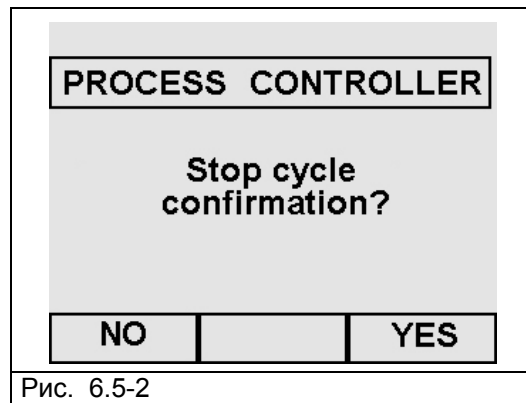 PROCESS CONTROLLER
Stop cycle
confirmation?
NO YES
Рис. 6.5-2